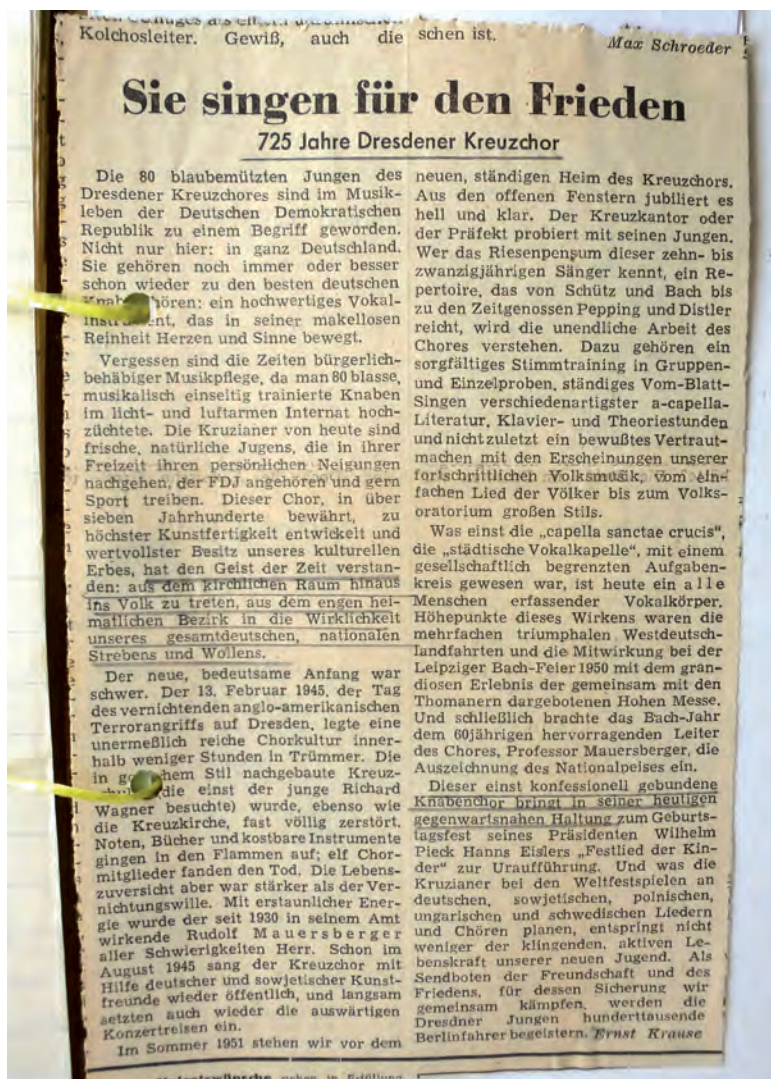 Kolchosleiter. Gewiß, auch die
schen ist.
Max Schroeder
Sie singen für den Frieden
725 Jahre Dresdener Kreuzchor
Die 80 blaubemützten Jungen des
Dresdener Kreuzchores sind im Musik-
leben der Deutschen Demokratischen
Republik zu einem Begriff geworden.
Nicht nur hier: in ganz Deutschland.
Sie gehören noch immer oder besser
schon wieder zu den besten deutschen
hören: ein hochwertiges Vokal-
das in seiner makellosen
Reinheit Herzen und Sinne bewegt.
Vergessen sind die Zeiten bürgerlich-
behäbiger Musikpflege, da man 80 blasse,
musikalisch einseitig trainierte Knaben
im licht- und luftarmen Internat hoch-
züchtete. Die Kruzianer von heute sind
frische, natürliche Jugens, die in ihrer
Freizeit ihren persönlichen Neigungen
nachgehen, der FDJ angehören und gern
Sport treiben. Dieser Chor, in über
sieben Jahrhunderte bewährt, zu
höchster Kunstfertigkeit entwickelt und
wertvollster Besitz unseres kulturellen
Erbes, hat den Geist der Zeit verstan-
den: aus dem kirchlichen Raum hinaus
ins Volk zu treten, aus dem engen hei-
matlichen Bezirk in die Wirklichkeit
unseres gesamtdeutschen, nationalen
Strebens und Wollens.
Der neue, bedeutsame Anfang war
schwer. Der 13. Februar 1945, der Tag
des vernichtenden anglo-amerikanischen
Terrorangriffs auf Dresden, legte eine
unermeßlich reiche Chorkultur inner-
halb weniger Stunden in Trümmer. Die
in hem Stil nachgebaute Kreuz-
(die einst der junge Richard
Wagner besuchte) wurde, ebenso wie
die Kreuzkirche, fast völlig zerstört.
Noten, Bücher und kostbare Instrumente
gingen in den Flammen auf; elf Chor-
mitglieder fanden den Tod. Die Lebens-
zuversicht aber war stärker als der Ver-
nichtungswille. Mit erstaunlicher Ener-
gie wurde der seit 1930 in seinem Amt
wirkende Rudolf Mauersberger
aller Schwierigkeiten Herr. Schon im
August 1945 sang der Kreuzchor mit
Hilfe deutscher und sowjetischer Kunst-
freunde wieder öffentlich, und langsam
setzten auch wieder die auswärtigen
Konzertreisen ein.
Im Sommer 1951 stehen wir vor dem
neuen, ständigen Heim des Kreuzchors.
Aus den offenen Fenstern jubiliert es
hell und klar. Der Kreuzkantor oder
der Präfekt probiert mit seinen Jungen.
Wer das Riesenpensum dieser zehn- bis
zwanzigjährigen Sänger kennt, ein Re-
pertoire, das von Schütz und Bach bis
zu den Zeitgenossen Pepping und Distler
reicht, wird die unendliche Arbeit des
Chores verstehen. Dazu gehören ein
sorgfältiges Stimmtraining in Gruppen-
und Einzelproben, ständiges Vom-Blatt-
Singen verschiedenartigster a-capella-
Literatur, Klavier- und Theoriestunden
und nicht zuletzt ein bewußtes Vertraut-
machen mit den Erscheinungen unserer
fortschrittlichen Volksmusik, vom ein-
fachen Lied der Völker bis zum Volks-
oratorium großen Stils.
Was einst die „capella sanctae crucis",
die „städtische Vokalkapelle", mit einem
gesellschaftlich begrenzten Aufgaben-
kreis gewesen war, ist heute ein alle
Menschen erfassender Vokalkörper.
Höhepunkte dieses Wirkens waren die
mehrfachen triumphalen Westdeutsch-
landfahrten und die Mitwirkung bei der
Leipziger Bach-Feier 1950 mit dem gran-
diosen Erlebnis der gemeinsam mit den
Thomanern dargebotenen Hohen Messe.
Und schließlich brachte das Bach-Jahr
dem 60jährigen hervorragenden Leiter
des Chores, Professor Mauersberger, die
Auszeichnung des Nationalpeises ein.
Dieser einst konfessionell gebundene
Knabenchor bringt in seiner heutigen
gegenwartsnahen Haltung zum Geburts-
tagsfest seines Präsidenten Wilhelm
Pieck Hanns Eislers „Festlied der Kin-
der" zur Uraufführung. Und was die
Kruzianer bei den Weltfestspielen an
deutschen, sowjetischen, polnischen,
ungarischen und schwedischen Liedern
und Chören planen, entspringt nicht
weniger der klingenden, aktiven Le-
benskraft unserer neuen Jugend. Als
Sendboten der Freundschaft und des
Friedens, für dessen Sicherung wir
gemeinsam kämpfen, werden die
Dresdner Jungen hunderttausende
Berlinfahrer begeistern. Ernst Krause